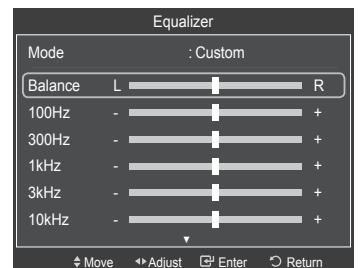 Equalizer
Mode : Custom
Balance L R
100Hz - +
300Hz - +
1kHz - +
3kHz - +
10kHz - +
Move Adjust Enter Return